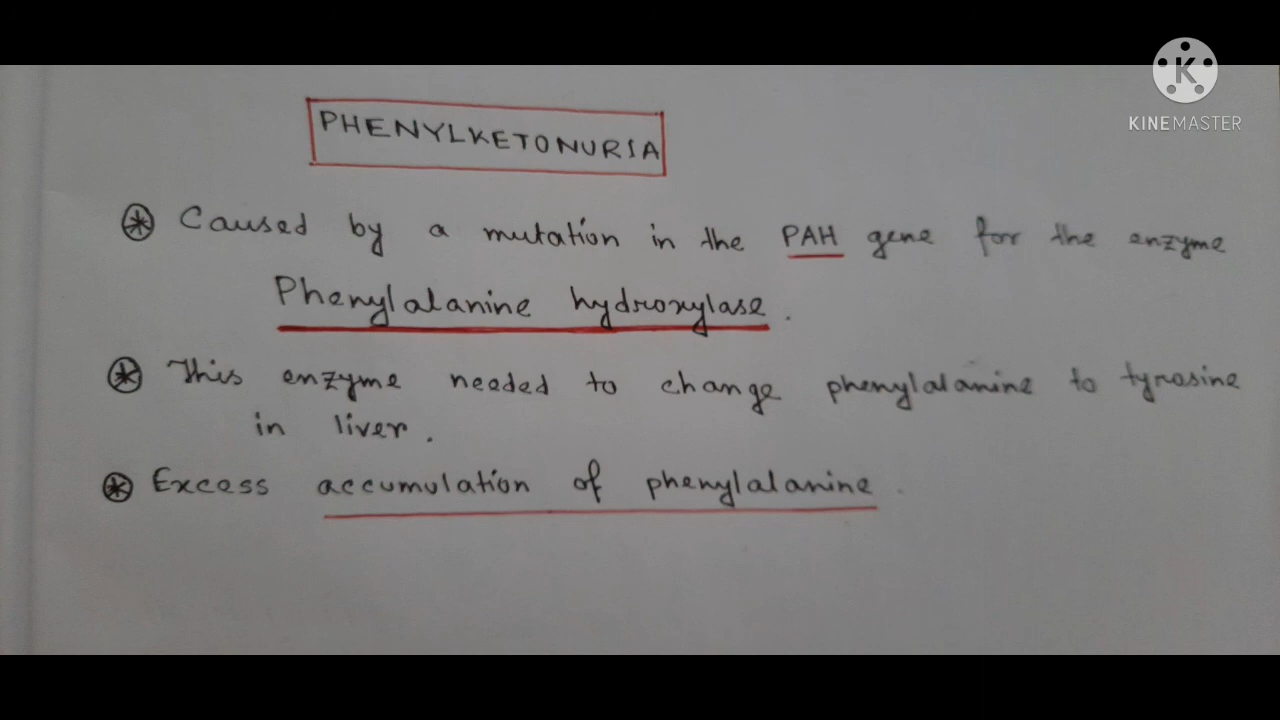 KINEMASTER
PHENYLKETONURIA
Caused by a mutation in the PAH gene for the enzyme
Phenylalanine hydroxylase.
This enzyme needed to change phenylalanine to tyrosine
in liver.
Excess accumulation of phenylalanine.